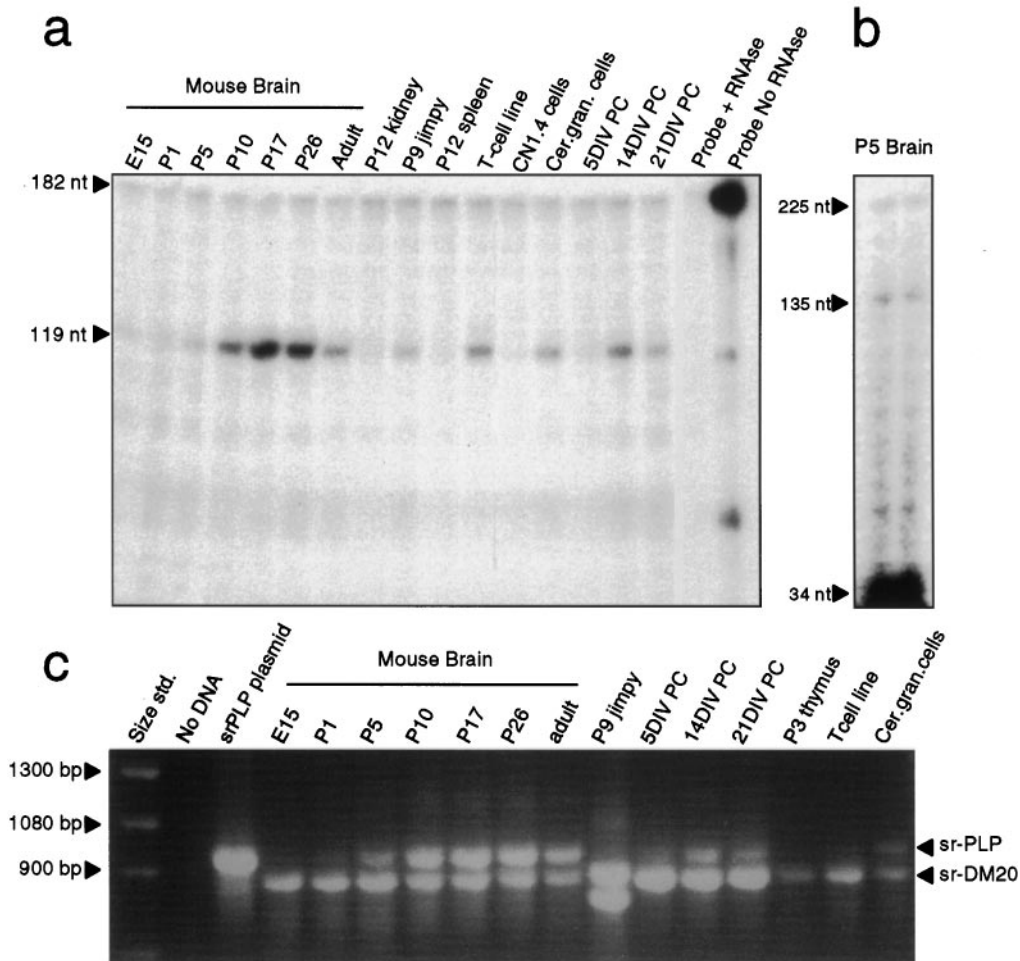 a
Mouse Brain
E15
P1
P5
P10
P17
P26
Adult
P12 kidney
P9 jimpy
P12 spleen
T-cell line
CN1.4 cells
Cer.gran. cells
5DIV PC
14DIV PC
21DIV PC
Probe + RNAse
Probe No RNAse
182 nt
119 nt
b
P5 Brain
225 nt
135 nt
34 nt
c
Mouse Brain
Size std.
No DNA
srPLP plasmid
E15
P1
P5
P10
P17
P26
adult
P9 jimpy
5DIV PC
14DIV PC
21DIV PC
P3 thymus
Tcell line
Cer.gran.cells
1300 bp
1080 bp
900 bp
sr-PLP
sr-DM20